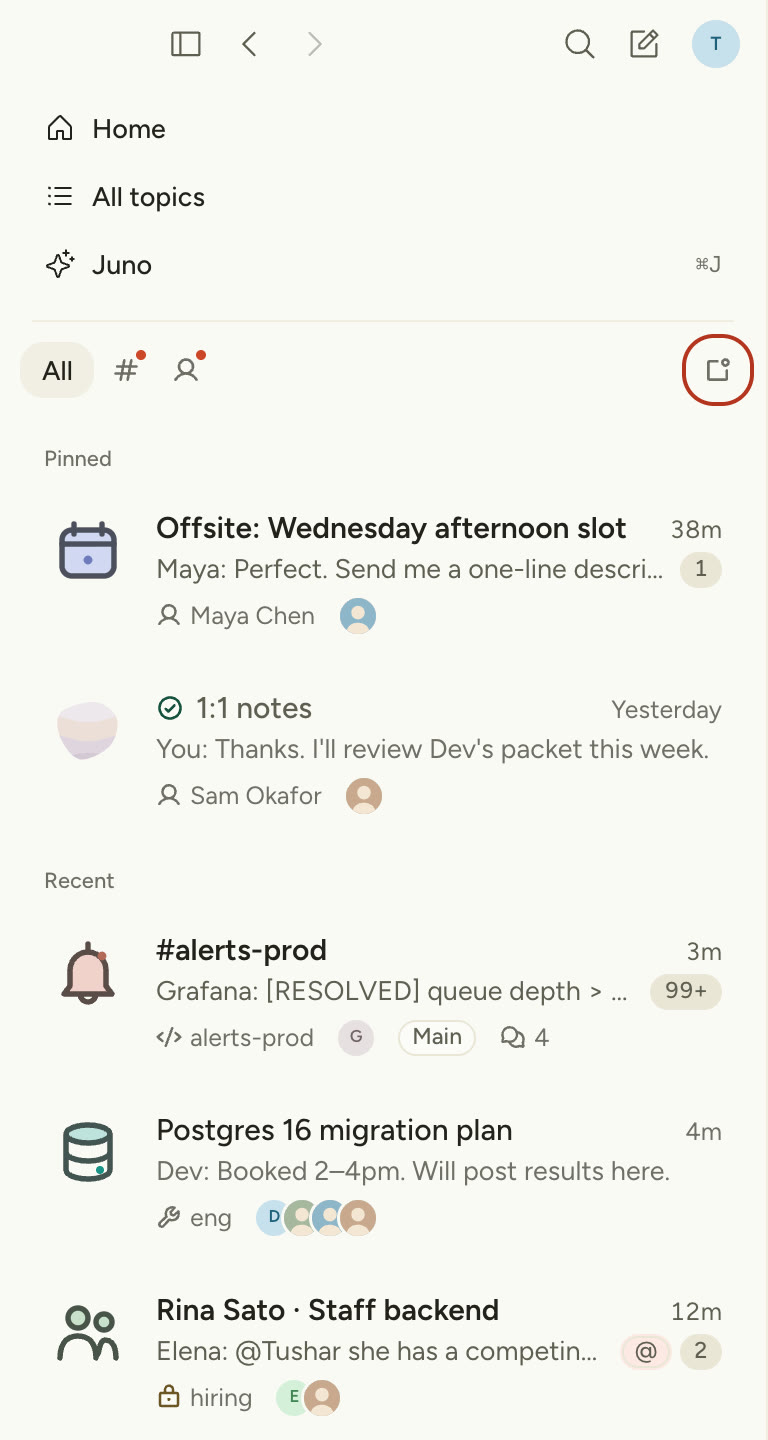 T
Home
All topics
Juno ⌘J
All
Pinned
Offsite: Wednesday afternoon slot 38m
Maya: Perfect. Send me a one-line descri... 1
Maya Chen
1:1 notes Yesterday
You: Thanks. I'll review Dev's packet this week.
Sam Okafor
Recent
#alerts-prod 3m
Grafana: [RESOLVED] queue depth > ... 99+
alerts-prod G Main 4
Postgres 16 migration plan 4m
Dev: Booked 2–4pm. Will post results here.
eng D
Rina Sato · Staff backend 12m
Elena: @Tushar she has a competin... @ 2
hiring E